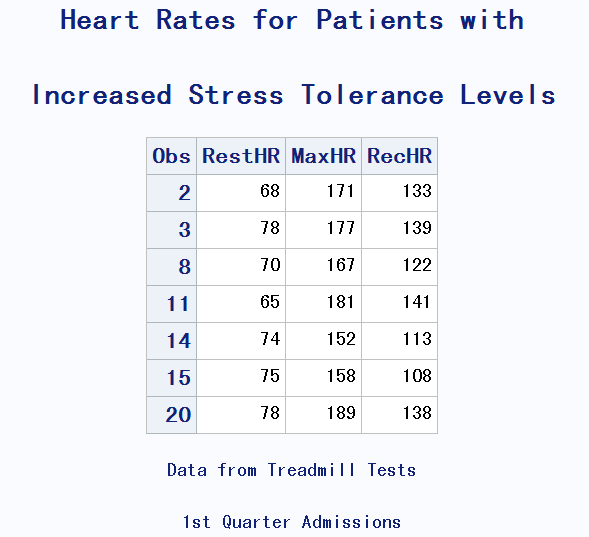 Heart Rates for Patients with
Increased Stress Tolerance Levels
Obs RestHR MaxHR RecHR
2 68 171 133
3 78 177 139
8 70 167 122
11 65 181 141
14 74 152 113
15 75 158 108
20 78 189 138
Data from Treadmill Tests
1st Quarter Admissions